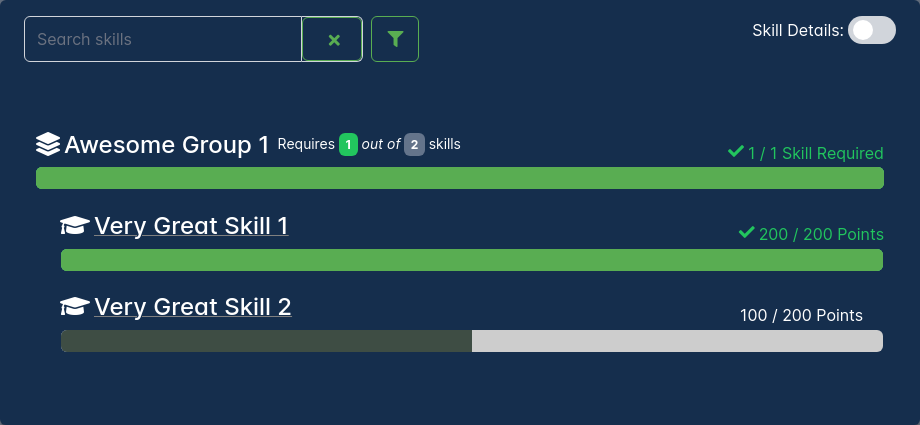 Search skills
Skill Details:
Awesome Group 1 Requires 1 out of 2 skills
1 / 1 Skill Required
Very Great Skill 1
200 / 200 Points
Very Great Skill 2
100 / 200 Points